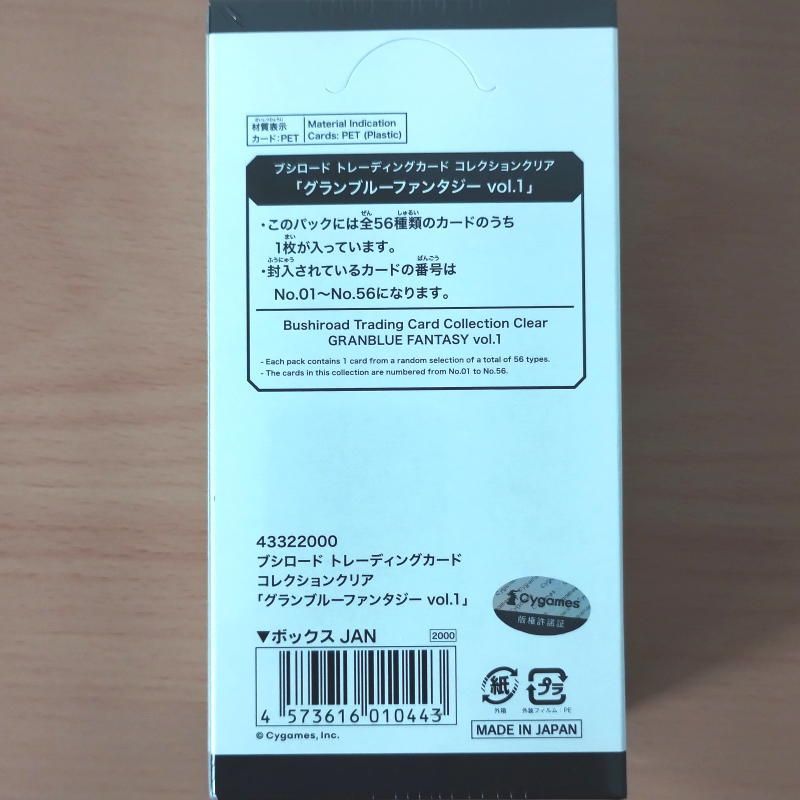 材質表示
カード:PET
Material Indication
Cards: PET (Plastic)
ブシロード トレーディングカード コレクションクリア
「グランブルーファンタジー vol.1」
・このパックには全56種類のカードのうち
1枚が入っています。
・封入されているカードの番号は
No.01〜No.56になります。
Bushiroad Trading Card Collection Clear
GRANBLUE FANTASY vol.1
- Each pack contains 1 card from a random selection of a total of 56 types.
- The cards in this collection are numbered from No.01 to No.56.
43322000
ブシロード トレーディングカード
コレクションクリア
「グランブルーファンタジー vol.1」
Cygames
版権許諾証
▼ボックス JAN
2000
4 573616 010443
© Cygames, Inc.
紙
外箱
プラ
外装フィルム:PE
MADE IN JAPAN